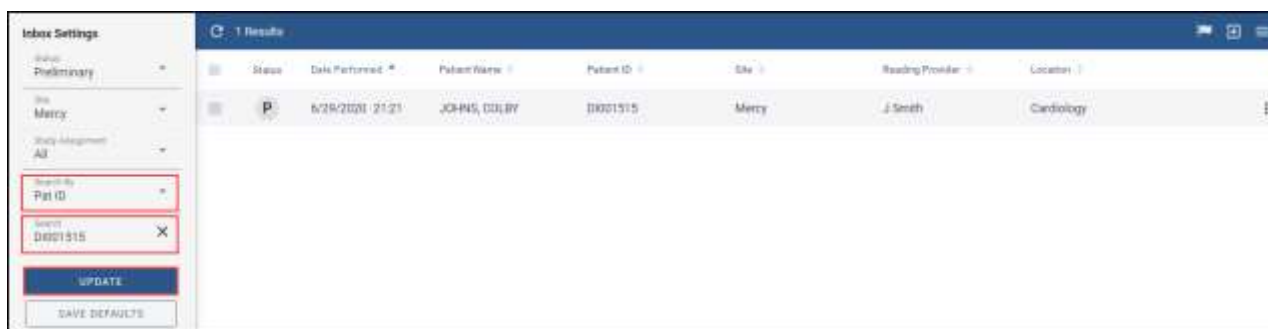 Inbox Settings
Status
Preliminary
Site
Mercy
Study Assignment
All
Search By
Pat ID
Search
DI001515
UPDATE
SAVE DEFAULTS
1 Results
Status Date Performed Patient Name Patient ID Site Reading Provider Location
P 6/29/2020 21:21 JOHNS, COLBY DI001515 Mercy J Smith Cardiology